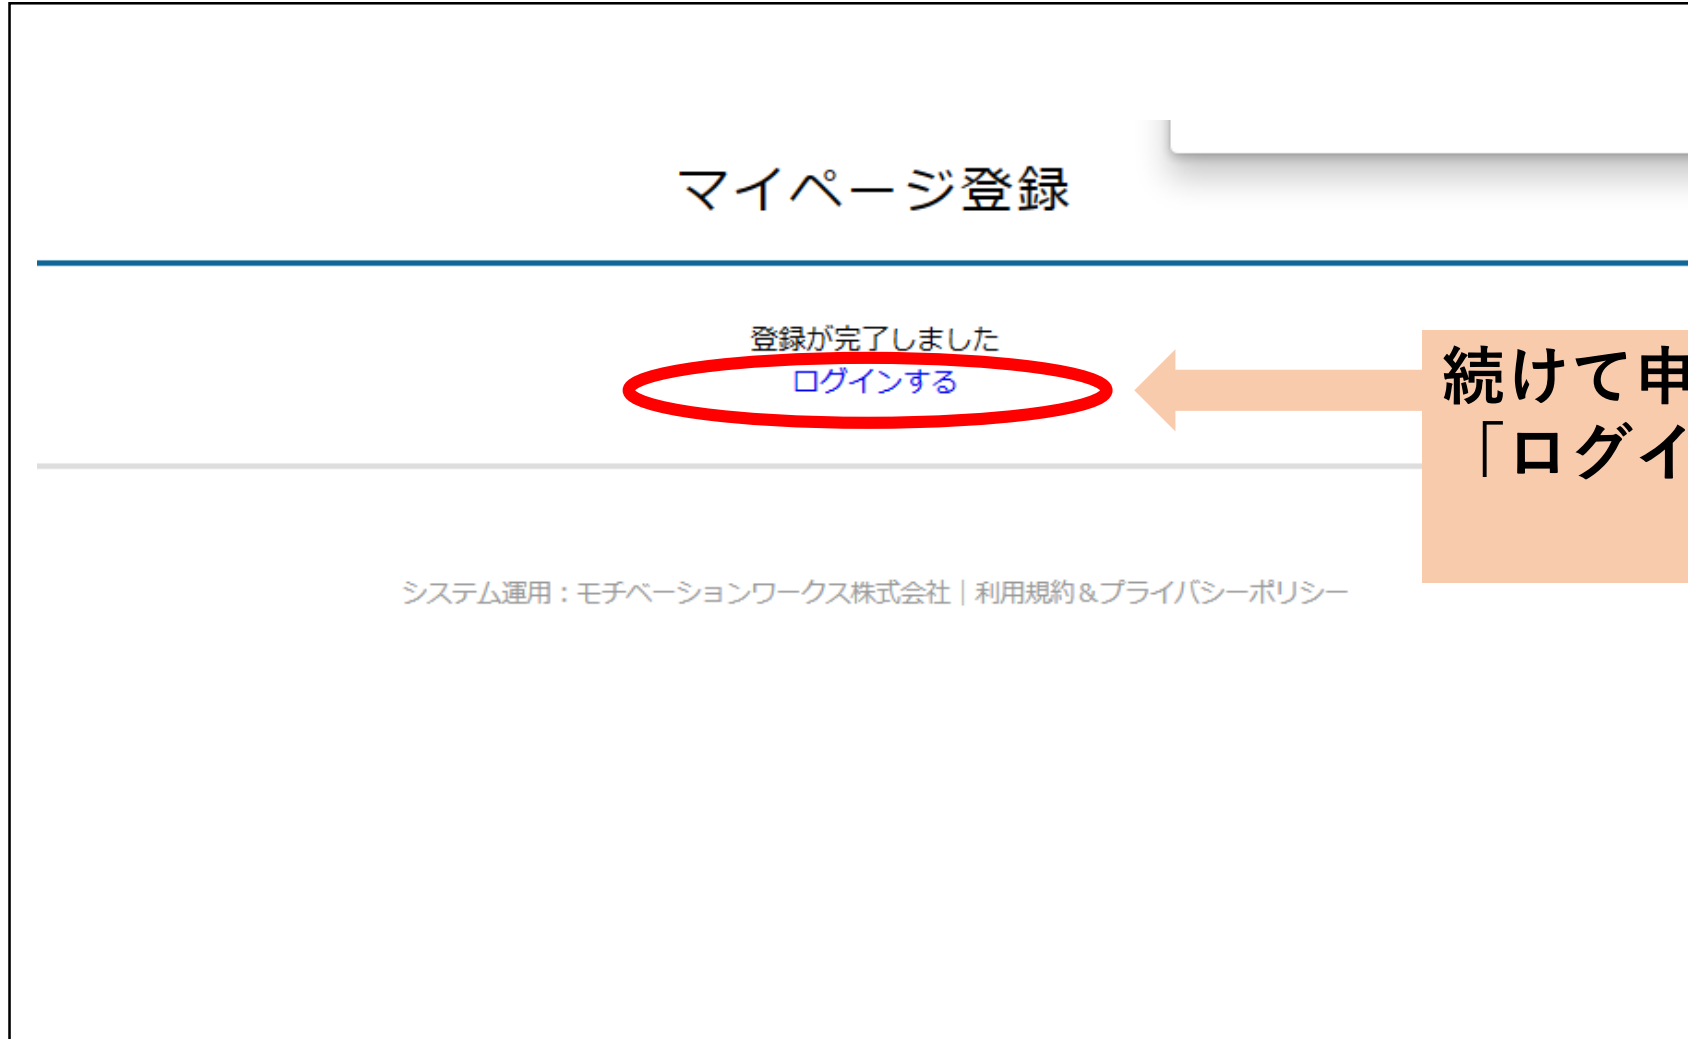 マイページ登録
登録が完了しました
ログインする
続けて申
「ログイ
システム運用：モチベーションワークス株式会社｜利用規約＆プライバシーポリシー